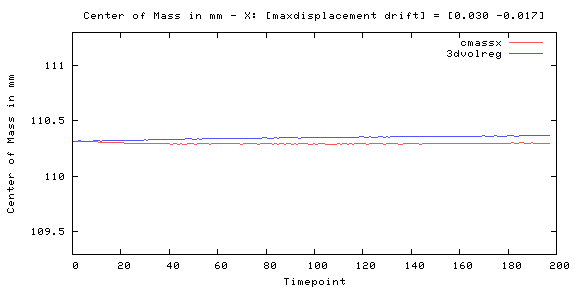 Center of Mass in mm - X: [maxdisplacement drift] = [0.030 -0.017]
cmassx
3dvolreg
111
110.5
110
109.5
Center of Mass in mm
0 20 40 60 80 100 120 140 160 180 200
Timepoint